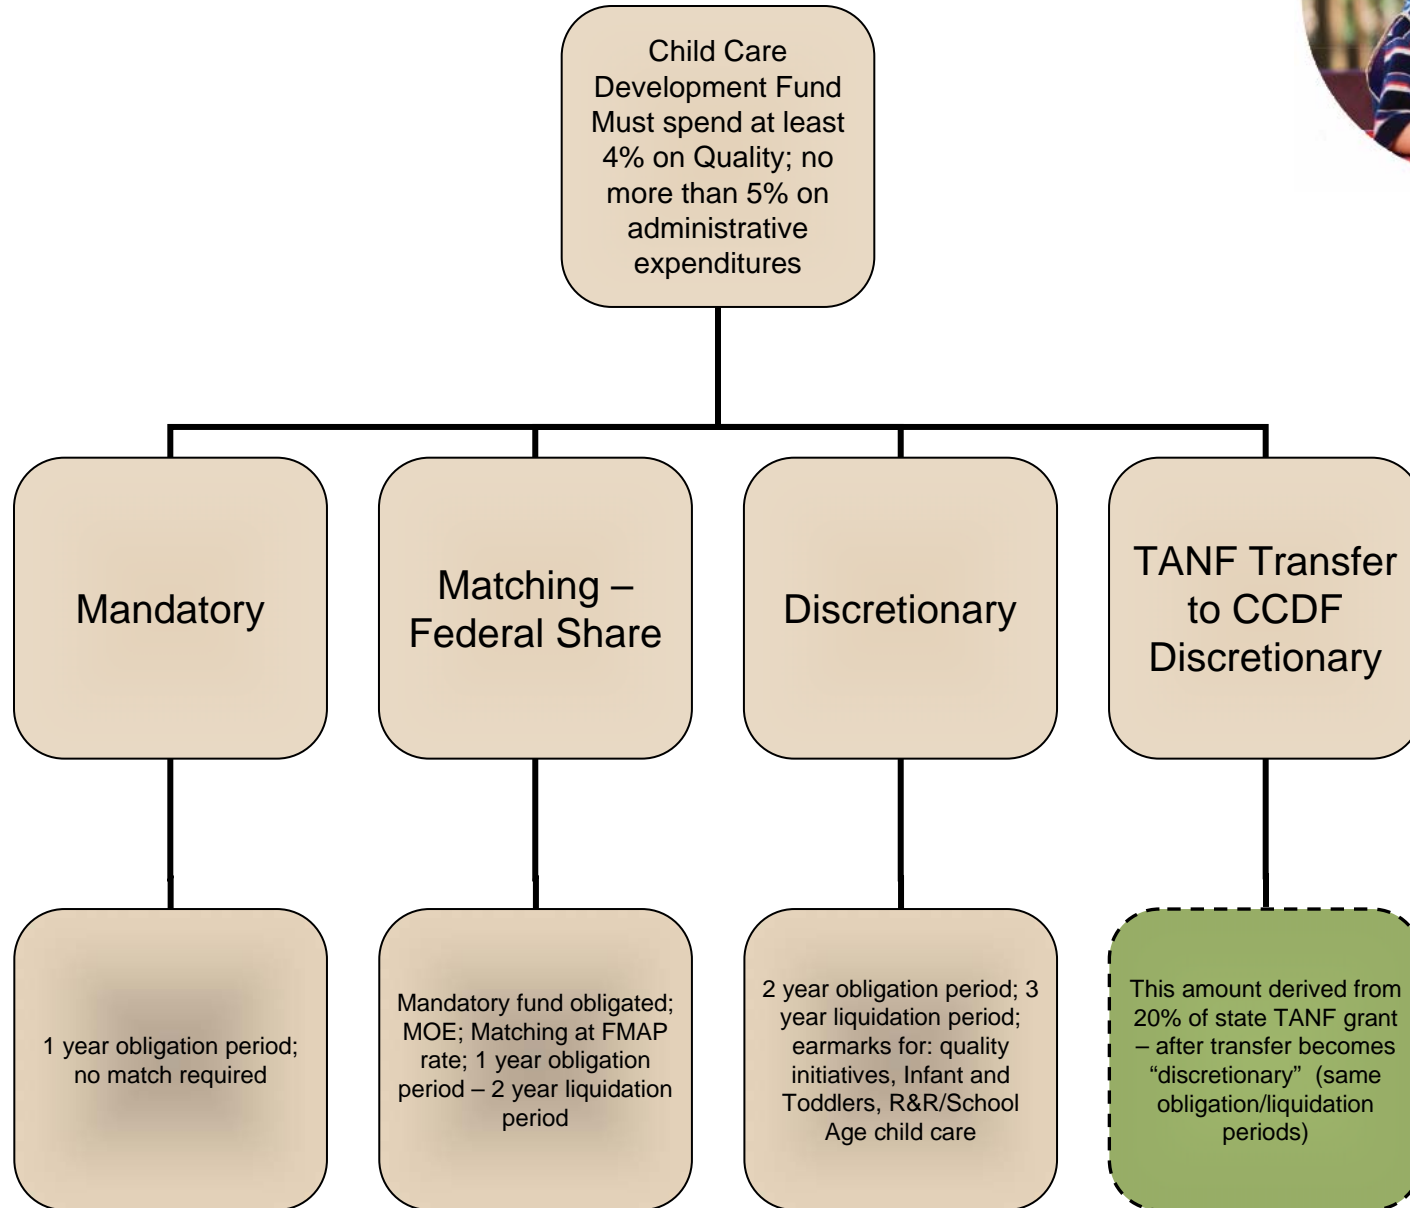 Child Care
Development Fund
Must spend at least
4% on Quality; no
more than 5% on
administrative
expenditures
Mandatory
Matching –
Federal Share
Discretionary
TANF Transfer
to CCDF
Discretionary
1 year obligation period;
no match required
Mandatory fund obligated;
MOE; Matching at FMAP
rate; 1 year obligation
period – 2 year liquidation
period
2 year obligation period; 3
year liquidation period;
earmarks for: quality
initiatives, Infant and
Toddlers, R&R/School
Age child care
This amount derived from
20% of state TANF grant
– after transfer becomes
“discretionary”  (same
obligation/liquidation
periods)